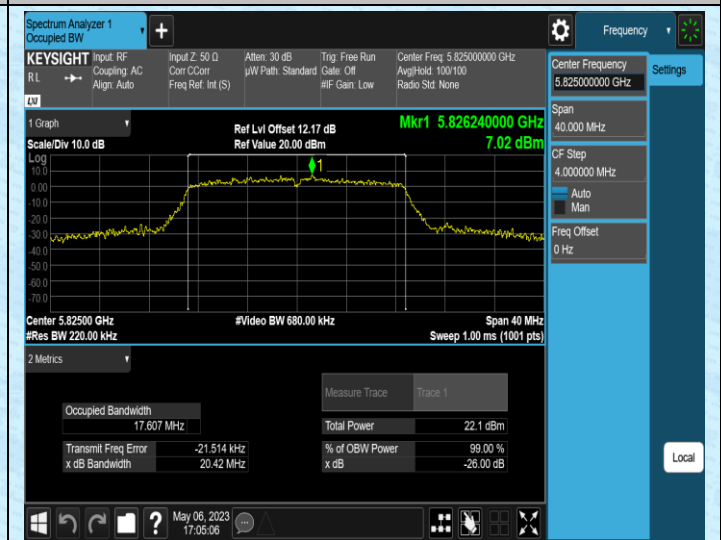 Spectrum Analyzer 1
Occupied BW
Frequency
KEYSIGHT
Input: RF
Input Z: 50 Ω
Atten: 30 dB
Trig: Free Run
Center Freq: 5.825000000 GHz
R L
Coupling: AC
Corr CCorr
µW Path: Standard
Gate: Off
Avg|Hold: 100/100
Align: Auto
Freq Ref: Int (S)
#IF Gain: Low
Radio Std: None
LXI
Center Frequency
5.825000000 GHz
Settings
Span
40.000 MHz
CF Step
4.000000 MHz
Auto
Man
Freq Offset
0 Hz
1 Graph
Ref Lvl Offset 12.17 dB
Mkr1 5.826240000 GHz
Scale/Div 10.0 dB
Ref Value 20.00 dBm
7.02 dBm
Log
1
10.0
0.00
-10.0
-20.0
-30.0
-40.0
-50.0
-60.0
-70.0
Center 5.82500 GHz
#Video BW 680.00 kHz
Span 40 MHz
#Res BW 220.00 kHz
Sweep 1.00 ms (1001 pts)
2 Metrics
Measure Trace
Trace 1
Occupied Bandwidth
17.607 MHz
Total Power
22.1 dBm
Transmit Freq Error
-21.514 kHz
% of OBW Power
99.00 %
x dB Bandwidth
20.42 MHz
x dB
-26.00 dB
Local
May 06, 2023
17:05:06